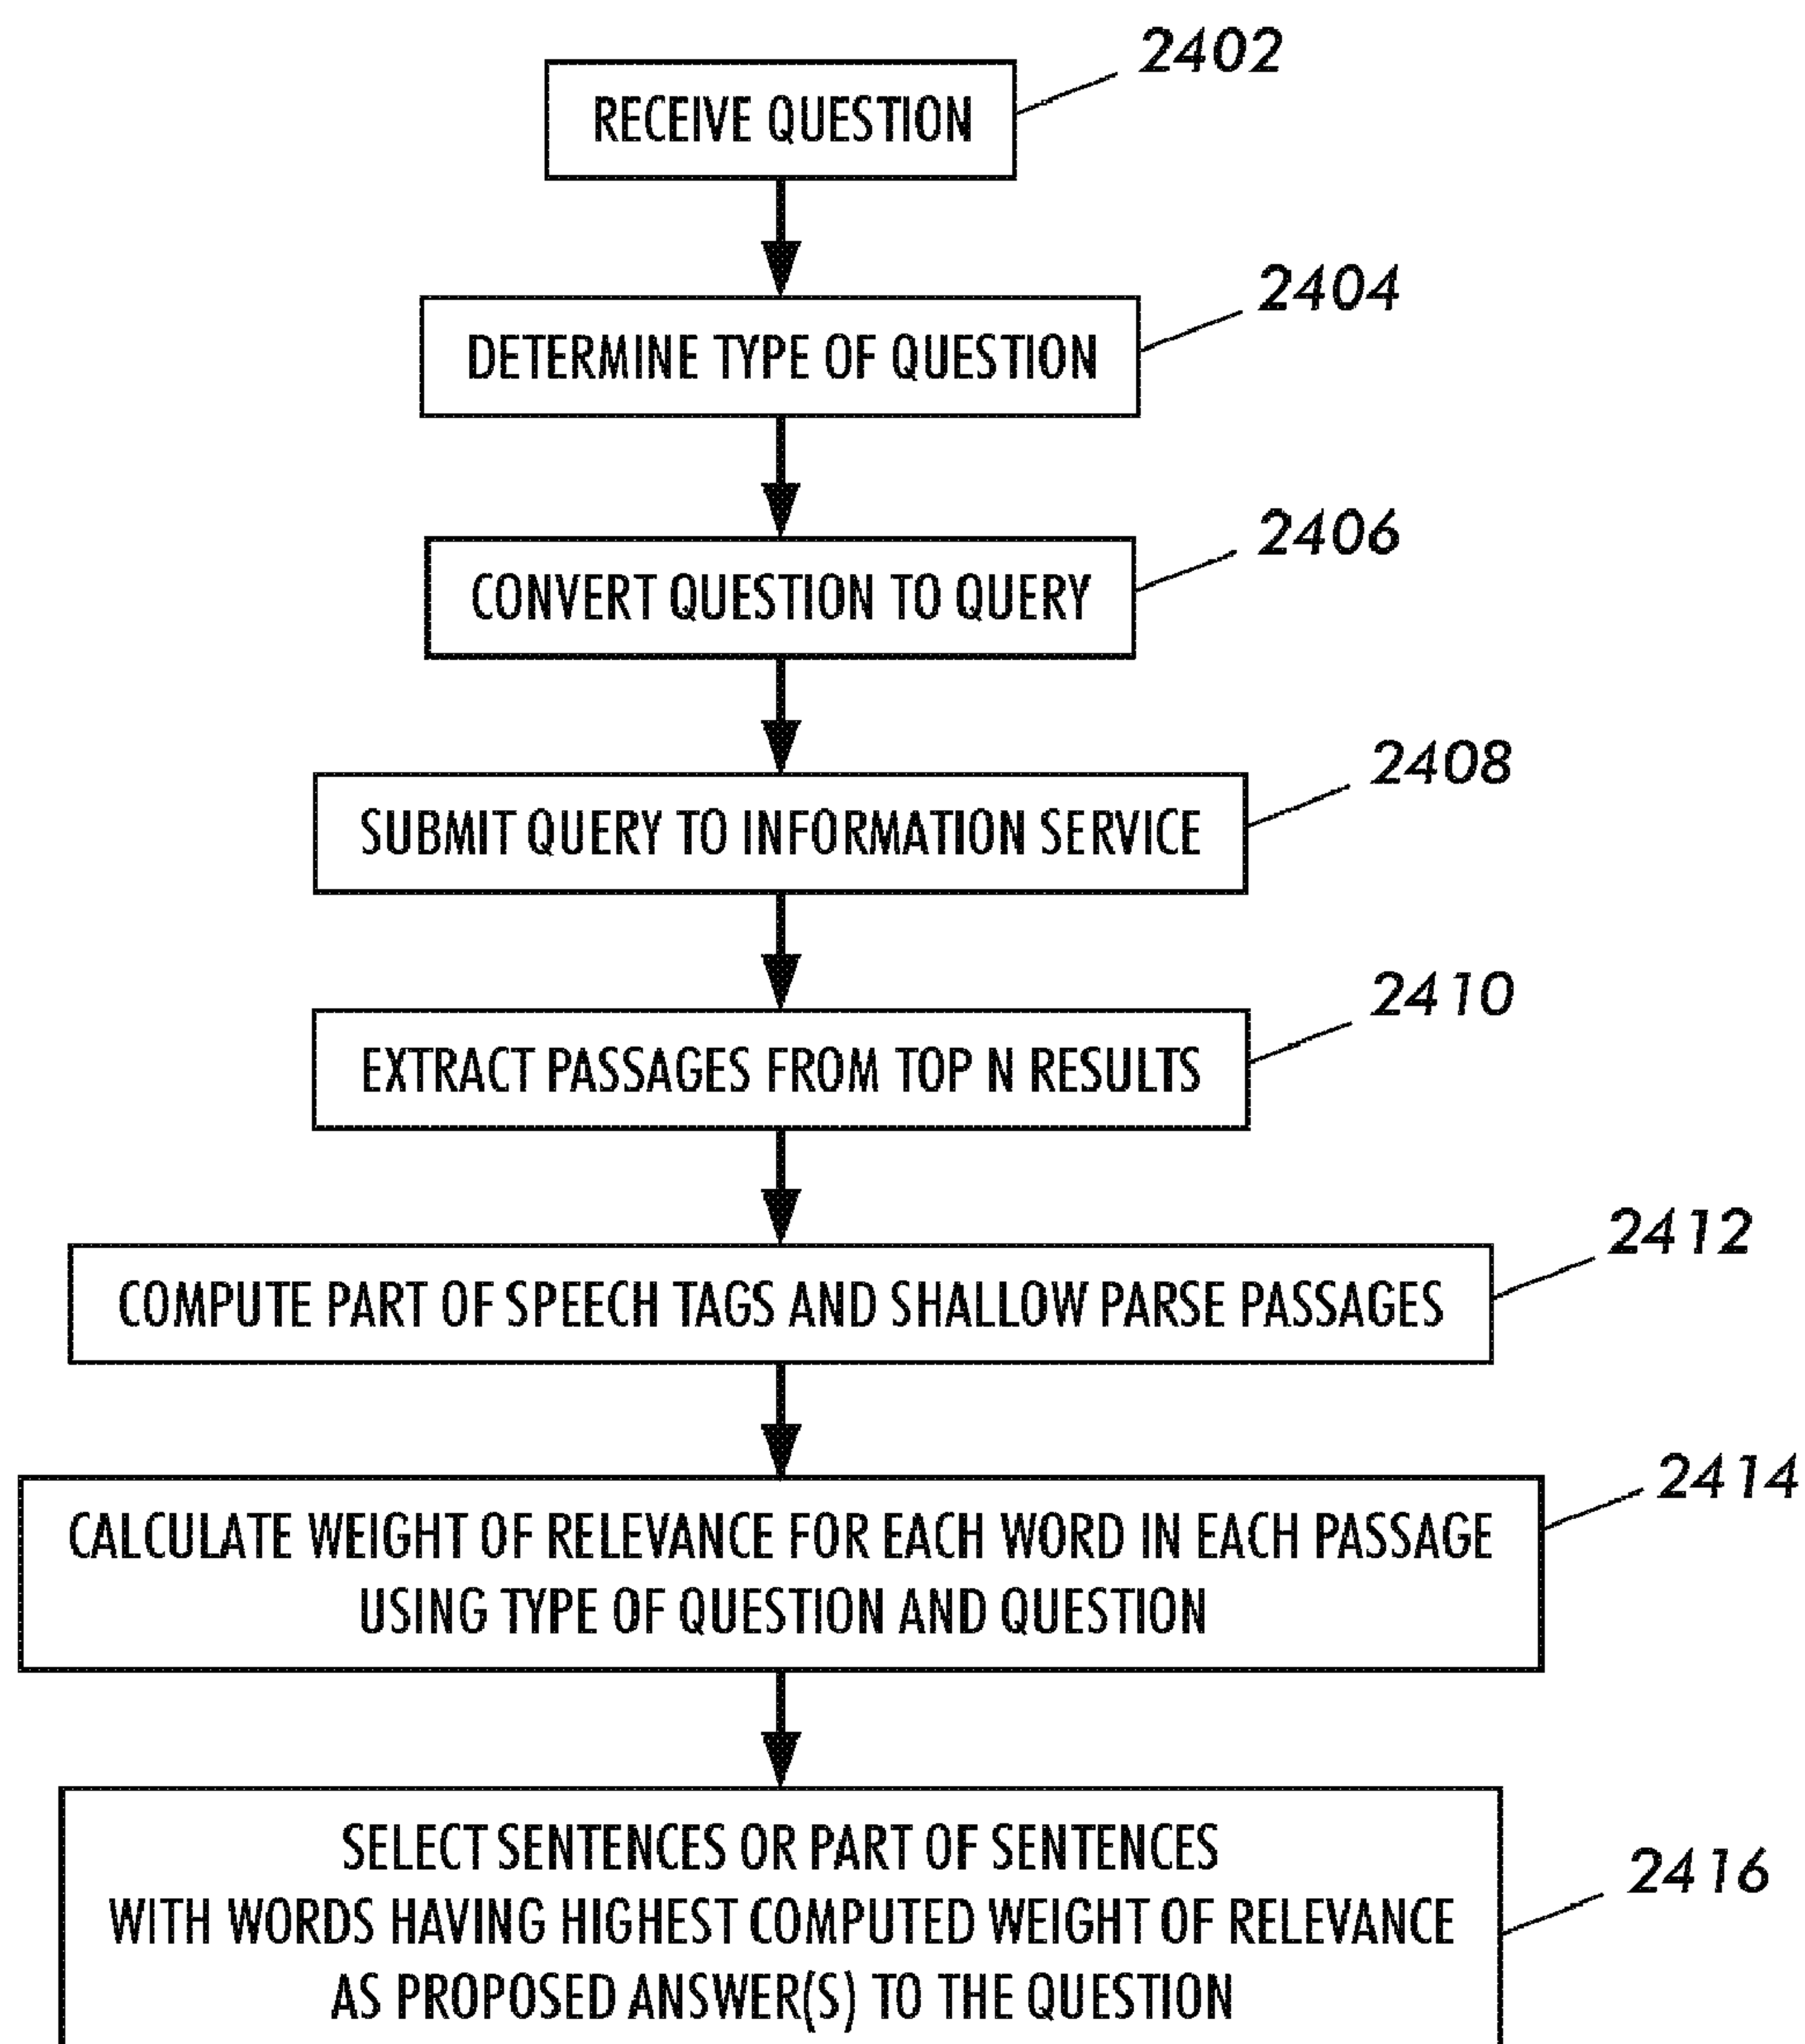 2402
RECEIVE QUESTION
2404
DETERMINE TYPE OF QUESTION
2406
CONVERT QUESTION TO QUERY
2408
SUBMIT QUERY TO INFORMATION SERVICE
2410
EXTRACT PASSAGES FROM TOP N RESULTS
2412
COMPUTE PART OF SPEECH TAGS AND SHALLOW PARSE PASSAGES
2414
CALCULATE WEIGHT OF RELEVANCE FOR EACH WORD IN EACH PASSAGE
USING TYPE OF QUESTION AND QUESTION
2416
SELECT SENTENCES OR PART OF SENTENCES
WITH WORDS HAVING HIGHEST COMPUTED WEIGHT OF RELEVANCE
AS PROPOSED ANSWER(S) TO THE QUESTION